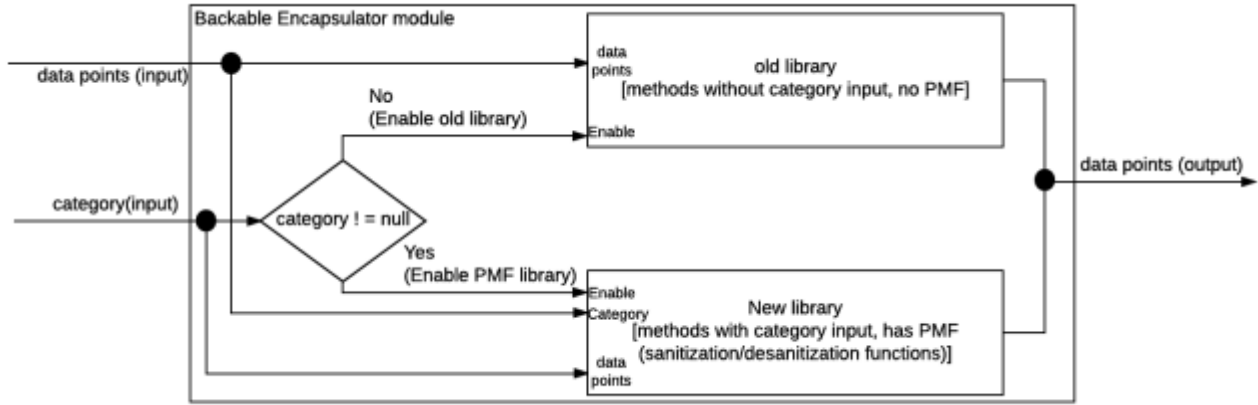 Backable Encapsulator module
data points (input)
data
points
old library
[methods without category input, no PMF]
Enable
No
(Enable old library)
category(input)
category ! = null
data points (output)
Yes
(Enable PMF library)
Enable
Category
data
points
New library
[methods with category input, has PMF
(sanitization/desanitization functions)]